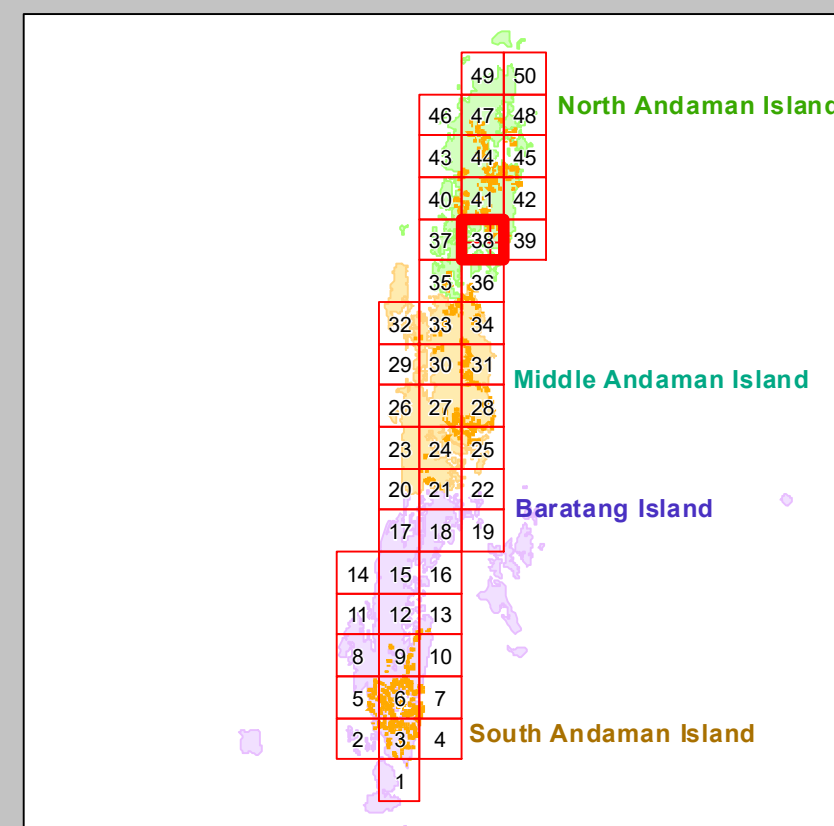 49 50
North Andaman Island
46 47 48
43 44 45
40 41 42
37 38 39
35 36
32 33 34
29 30 31
Middle Andaman Island
26 27 28
23 24 25
20 21 22
Baratang Island
17 18 19
14 15 16
11 12 13
8 9 10
5 6 7
South Andaman Island
2 3 4
1